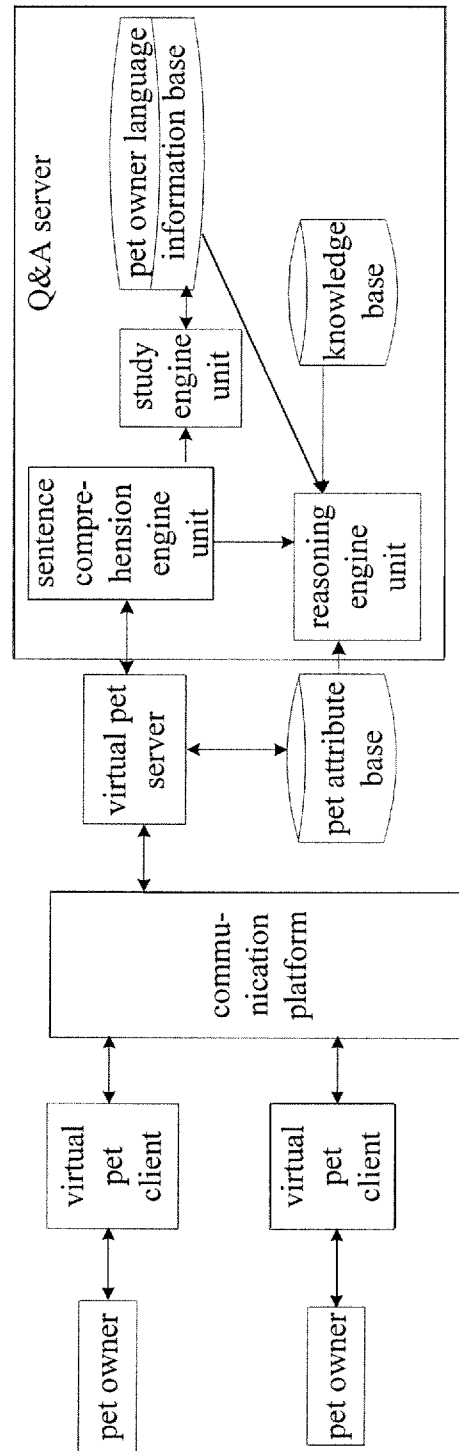 pet owner
pet owner
virtual
pet
client
virtual
pet
client
commu-
nication
platform
virtual pet
server
pet attribute
base
Q&A server
sentence
compre-
hension
engine
unit
study
engine
unit
pet owner language
information base
reasoning
engine
unit
knowledge
base